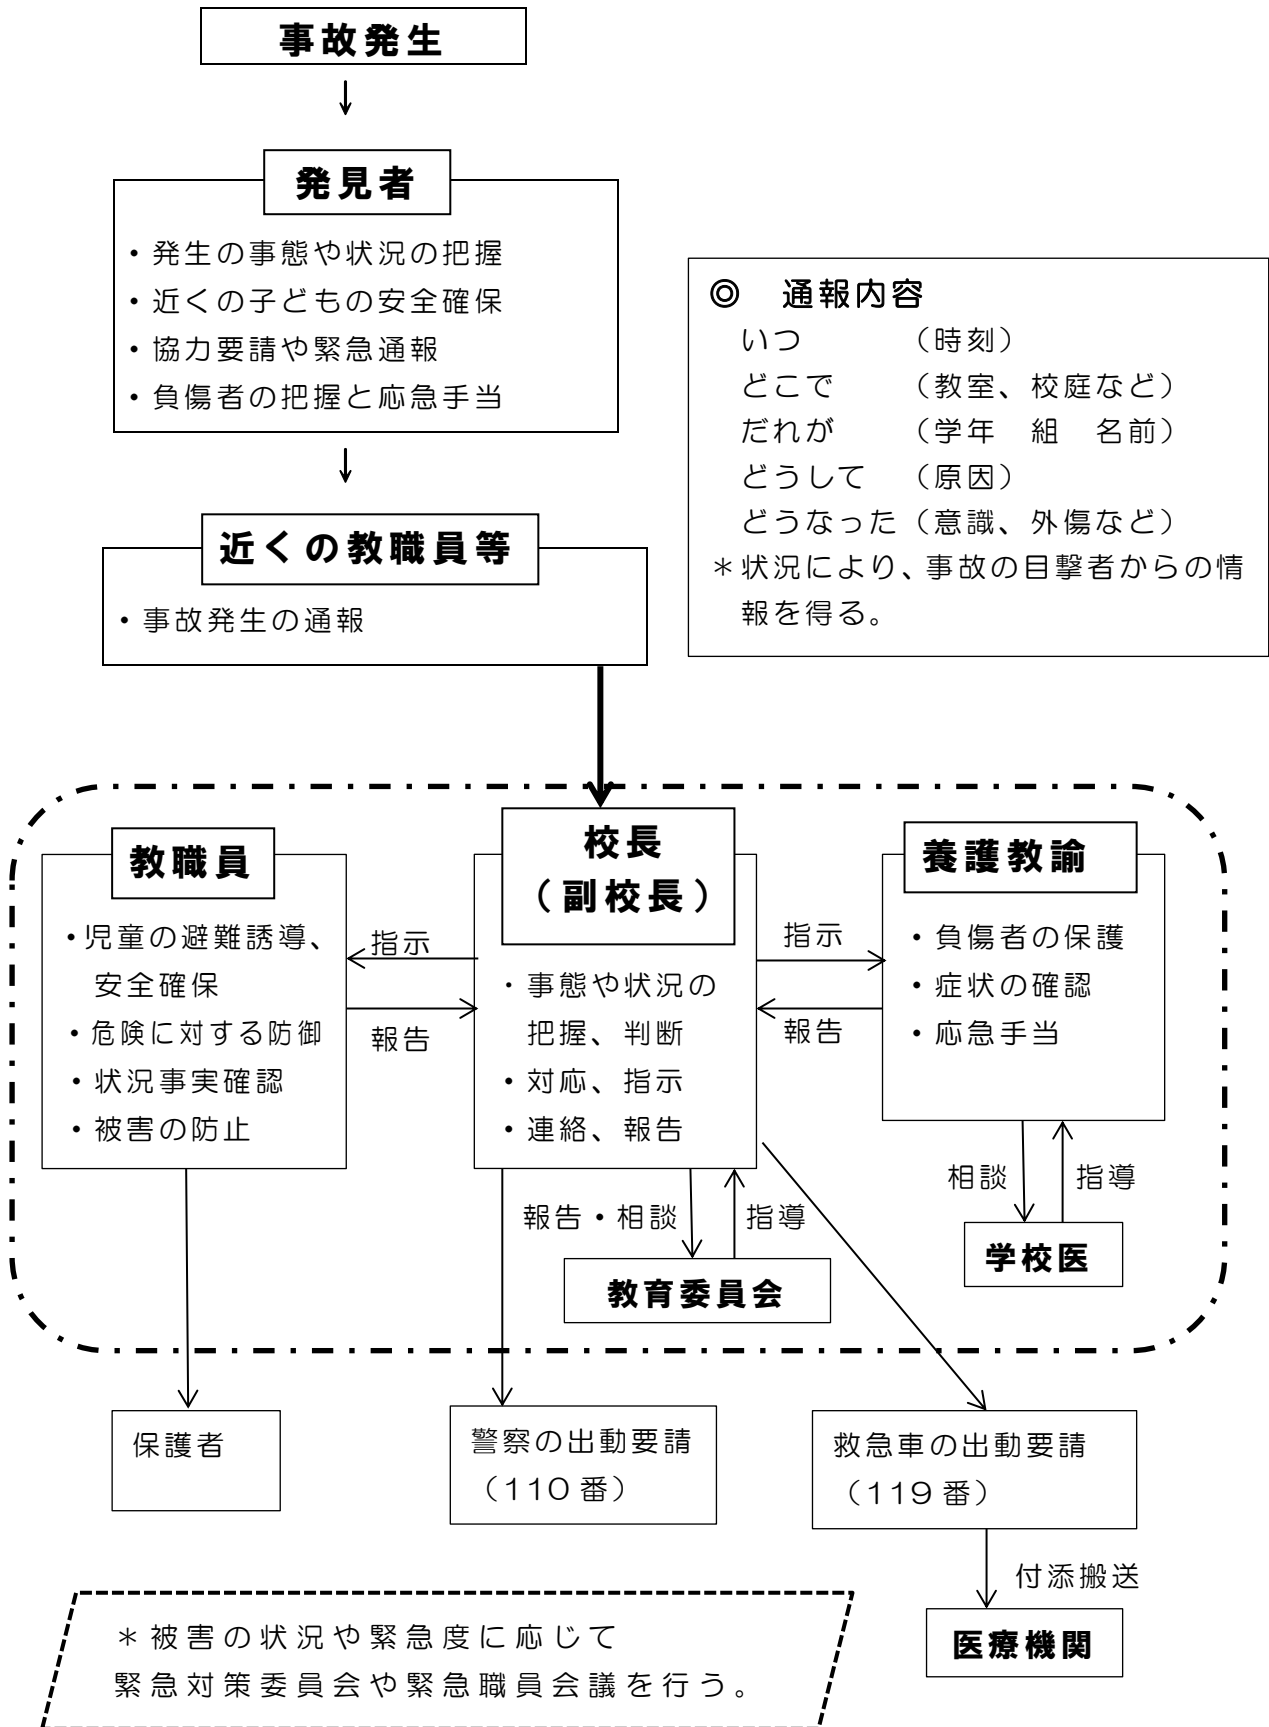 事故発生
発見者
・発生の事態や状況の把握
・近くの子どもの安全確保
・協力要請や緊急通報
・負傷者の把握と応急手当
◎　通報内容
いつ　　　（時刻）
どこで　　（教室、校庭など）
だれが　　（学年　組　名前）
どうして　（原因）
どうなった（意識、外傷など）
＊状況により、事故の目撃者からの情
報を得る。
近くの教職員等
・事故発生の通報
教職員
・児童の避難誘導、
安全確保
・危険に対する防御
・状況事実確認
・被害の防止
指示
報告
校長
（副校長）
・事態や状況の
把握、判断
・対応、指示
・連絡、報告
指示
報告
養護教諭
・負傷者の保護
・症状の確認
・応急手当
報告・相談
指導
教育委員会
相談
指導
学校医
保護者
警察の出動要請
（110番）
救急車の出動要請
（119番）
付添搬送
医療機関
＊被害の状況や緊急度に応じて
緊急対策委員会や緊急職員会議を行う。